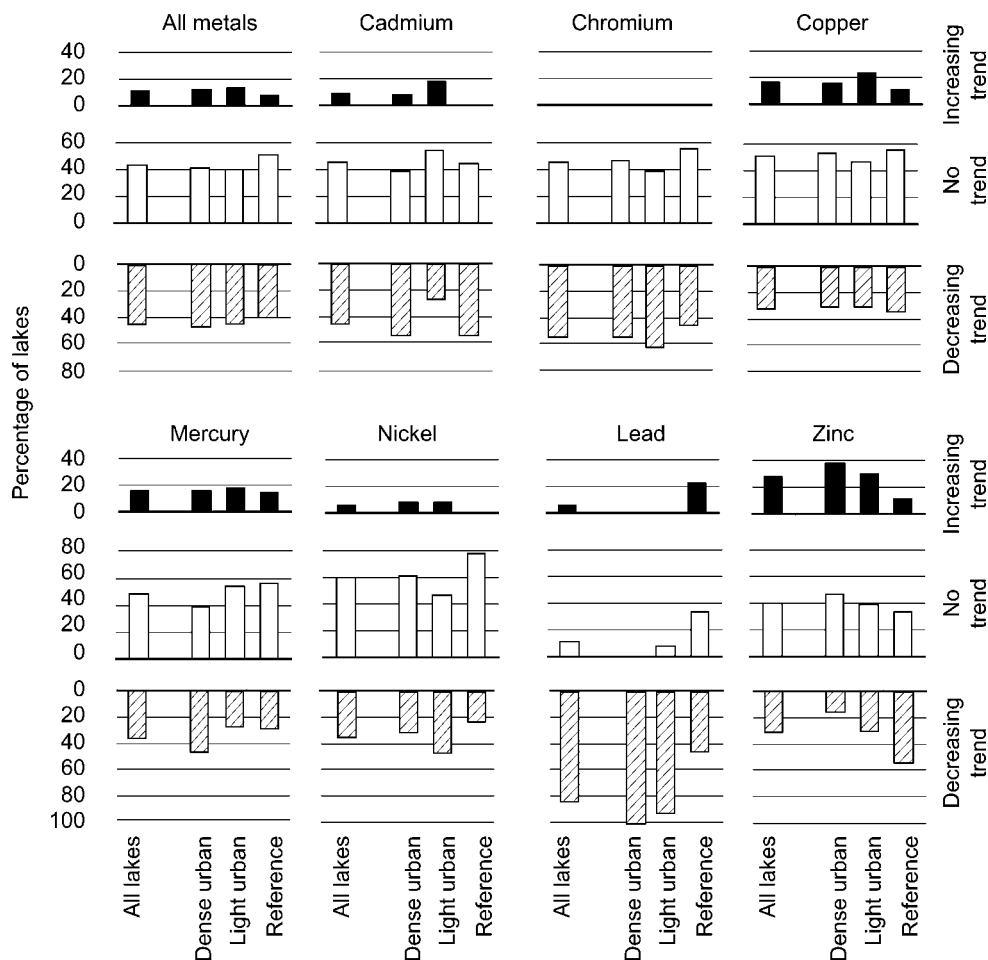 All metals Cadmium Chromium Copper
40
20
0
Increasing
trend
60
40
20
0
No
trend
0
20
40
60
80
Decreasing
trend
Percentage of lakes
Mercury Nickel Lead Zinc
40
20
0
Increasing
trend
80
60
40
20
0
No
trend
0
20
40
60
80
100
Decreasing
trend
All lakes Dense urban Light urban Reference All lakes Dense urban Light urban Reference All lakes Dense urban Light urban Reference All lakes Dense urban Light urban Reference